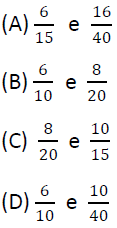 (A) 6/15 e 16/40
(B) 6/10 e 8/20
(C) 8/20 e 10/15
(D) 6/10 e 10/40